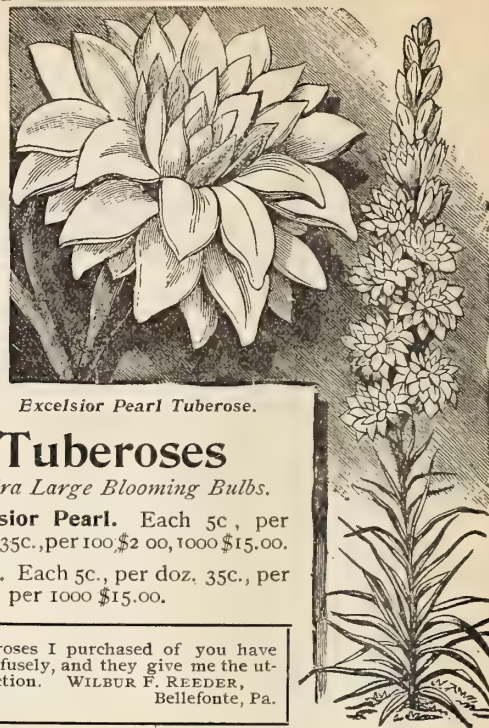 Excelsior Pearl Tuberose.
Tuberoses
ra Large Blooming Bulbs.
sior Pearl. Each 5c, per
35c., per 100 $2 00, 1000 $15.00.
. Each 5c., per doz. 35c., per
per 1000 $15.00.
roses I purchased of you have
fusely, and they give me the ut-
ction. WILBUR F. REEDER,
Bellefonte, Pa.